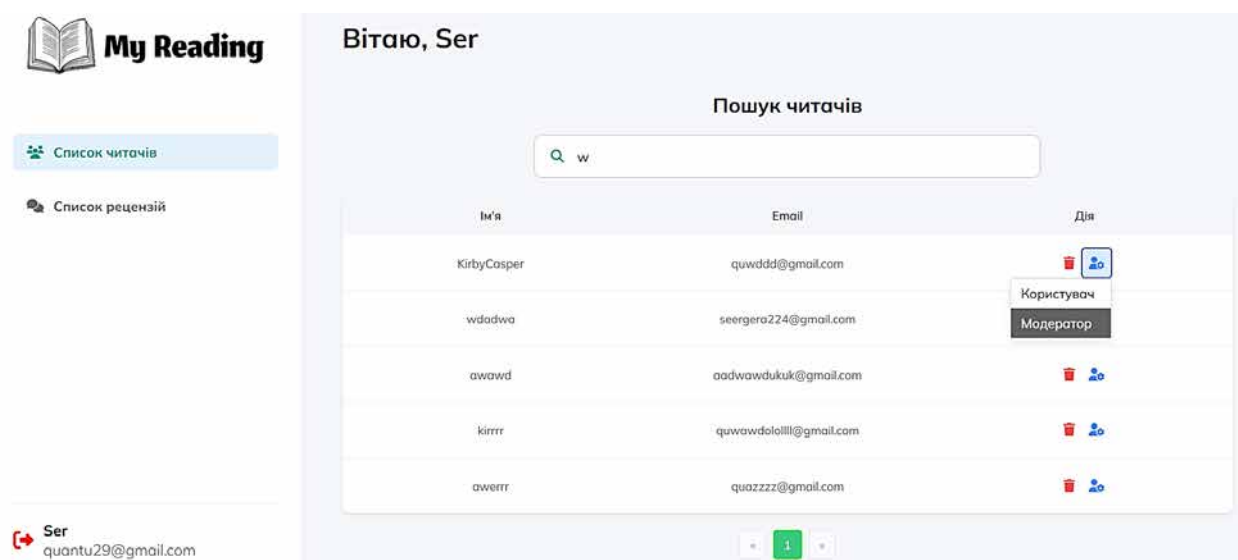 My Reading
Вітаю, Ser
Пошук читачів
w
Список читачів
Список рецензій
Ім'я Email Дія
KirbyCasper quwddd@gmail.com
Користувач
Модератор
wdadwa seergera224@gmail.com
awawd aadwawdukuk@gmail.com
kirrrr quwawdolollll@gmail.com
awerrr quazzzz@gmail.com
« 1 »
Ser
quantu29@gmail.com